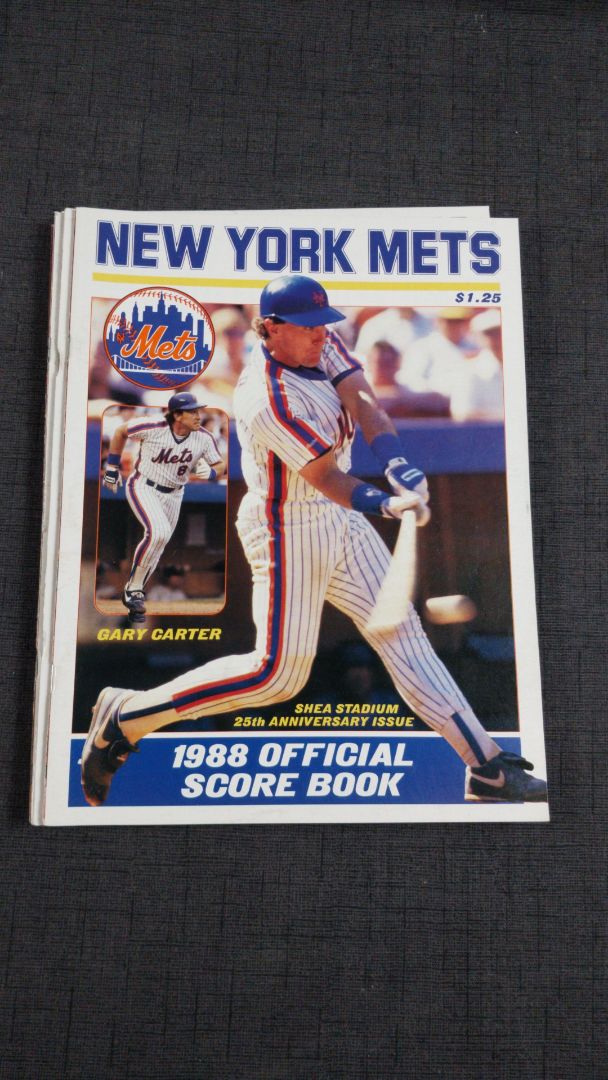 NEW YORK METS
$1.25
Mets
Mets
8
GARY CARTER
SHEA STADIUM
25th ANNIVERSARY ISSUE
1988 OFFICIAL
SCORE BOOK